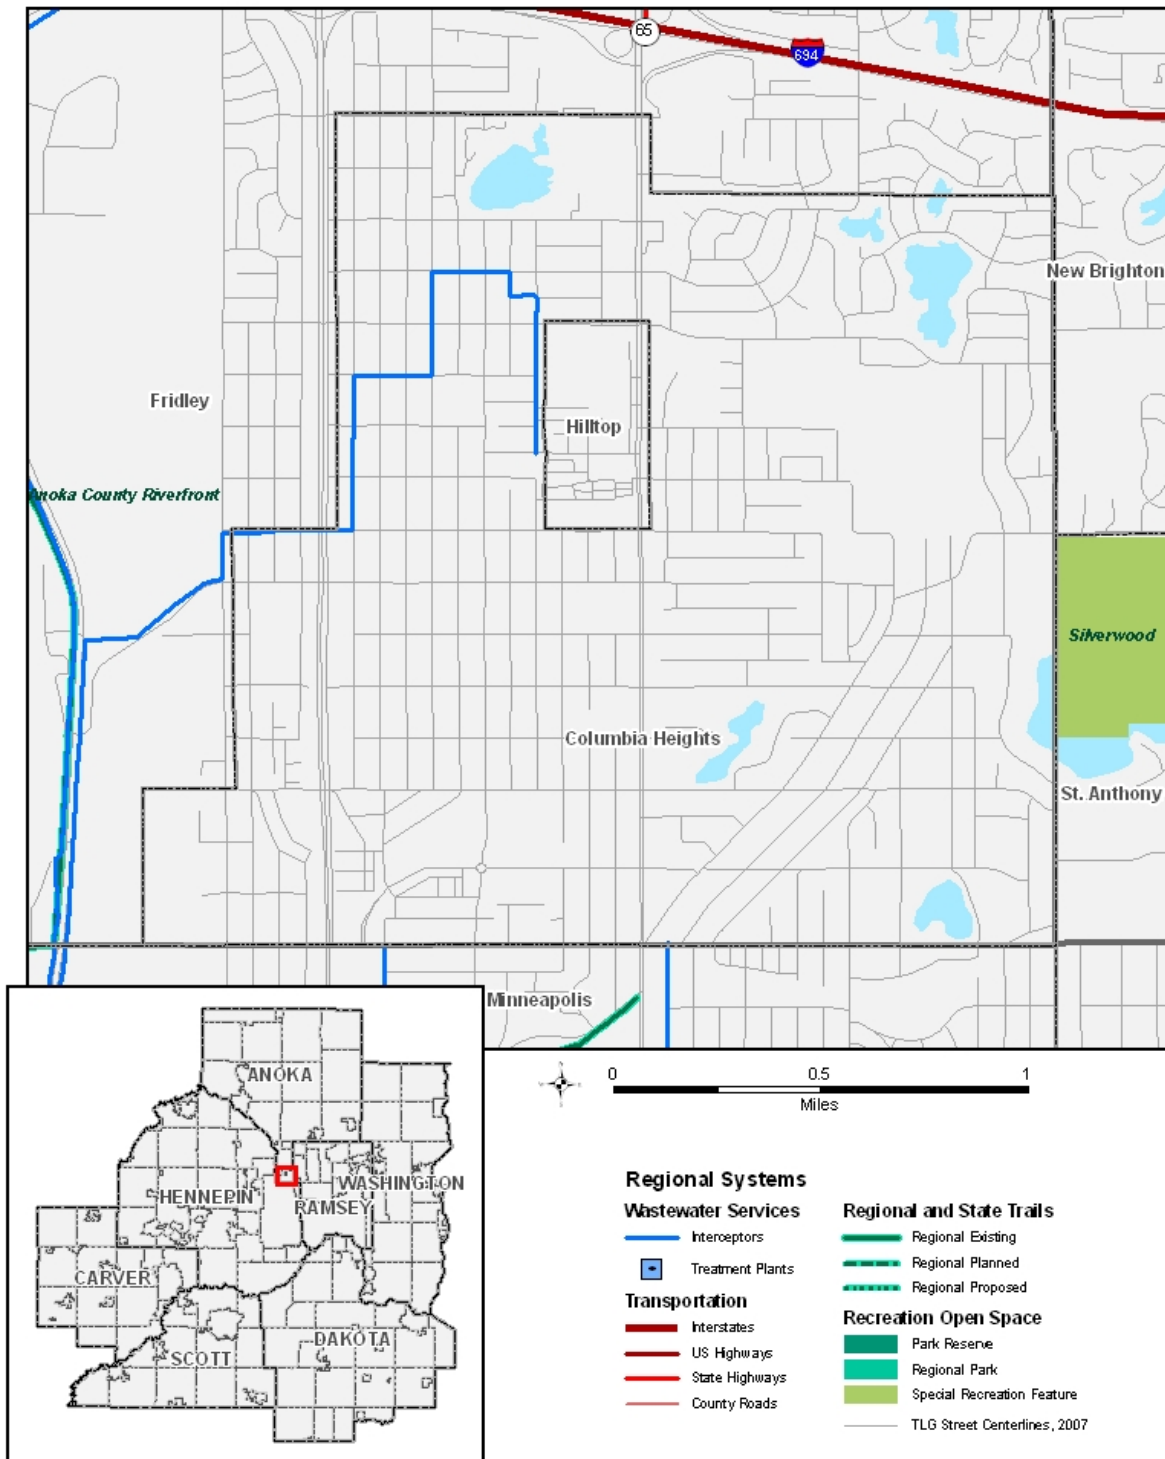 65
694
New Brighton
Fridley
Hilltop
Anoka County Riverfront
Silverwood
Columbia Heights
St. Anthony
Minneapolis
ANOKA
WASHINGTON
HENNEPIN
RAMSEY
CARVER
DAKOTA
SCOTT
0 0.5 1
Miles
Regional Systems
Wastewater Services
Interceptors
Treatment Plants
Transportation
Interstates
US Highways
State Highways
County Roads
Regional and State Trails
Regional Existing
Regional Planned
Regional Proposed
Recreation Open Space
Park Reserve
Regional Park
Special Recreation Feature
TLG Street Centerlines, 2007